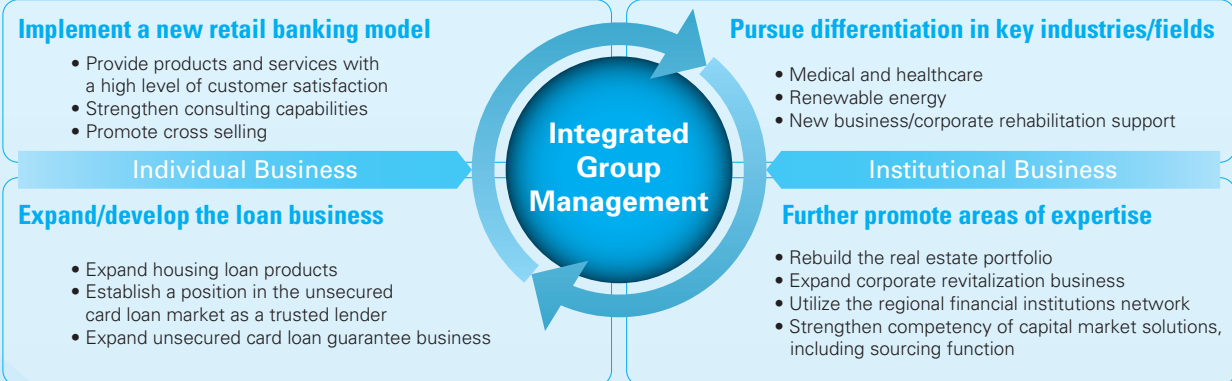 Implement a new retail banking model
• Provide products and services with
a high level of customer satisfaction
• Strengthen consulting capabilities
• Promote cross selling
Individual Business
Expand/develop the loan business
• Expand housing loan products
• Establish a position in the unsecured
card loan market as a trusted lender
• Expand unsecured card loan guarantee business
Integrated
Group
Management
Pursue differentiation in key industries/fields
• Medical and healthcare
• Renewable energy
• New business/corporate rehabilitation support
Institutional Business
Further promote areas of expertise
• Rebuild the real estate portfolio
• Expand corporate revitalization business
• Utilize the regional financial institutions network
• Strengthen competency of capital market solutions,
including sourcing function